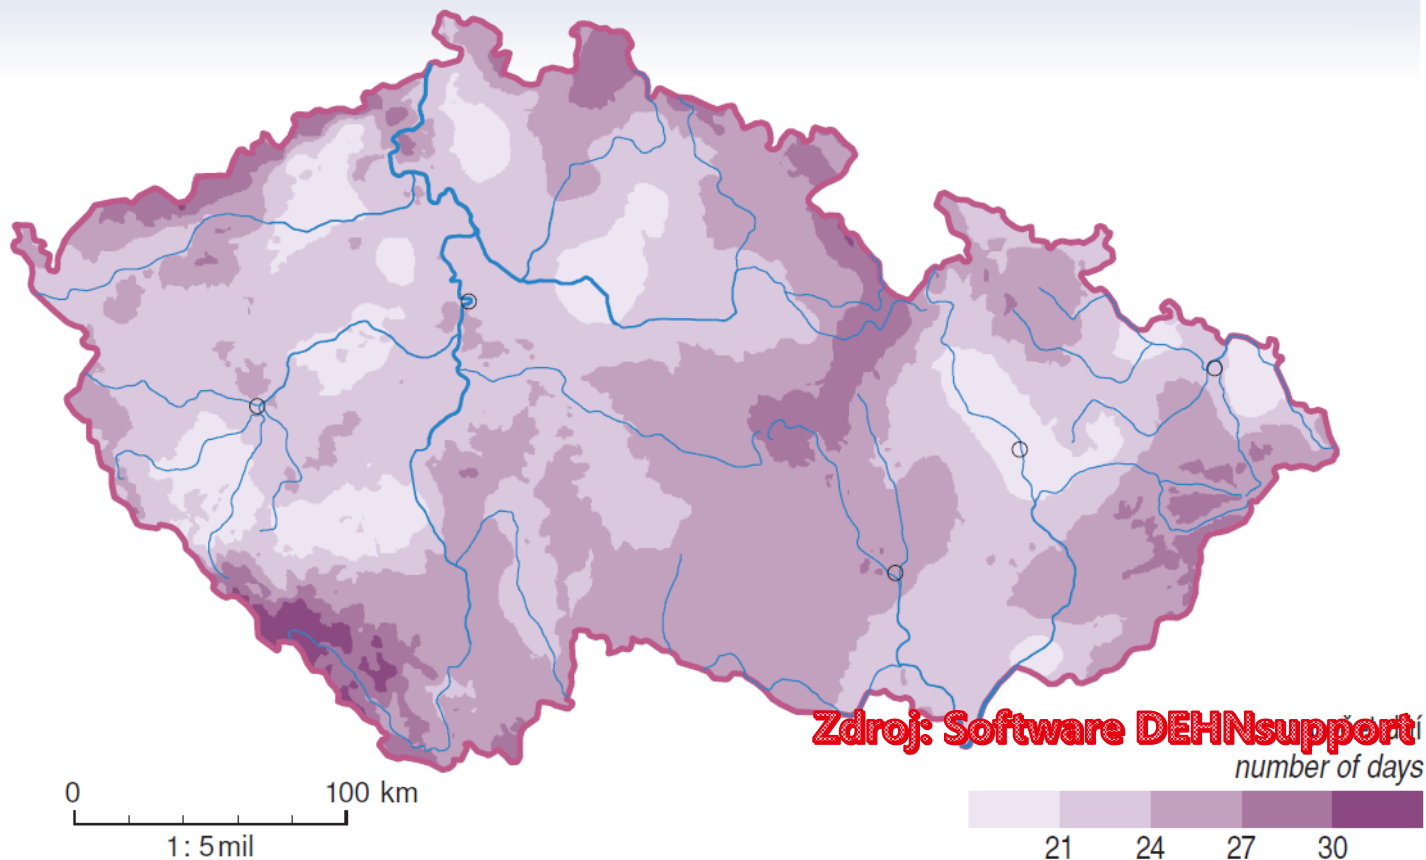 Zdroj: Software DEHNsupport
number of days
0 100 km
1: 5 mil
21 24 27 30